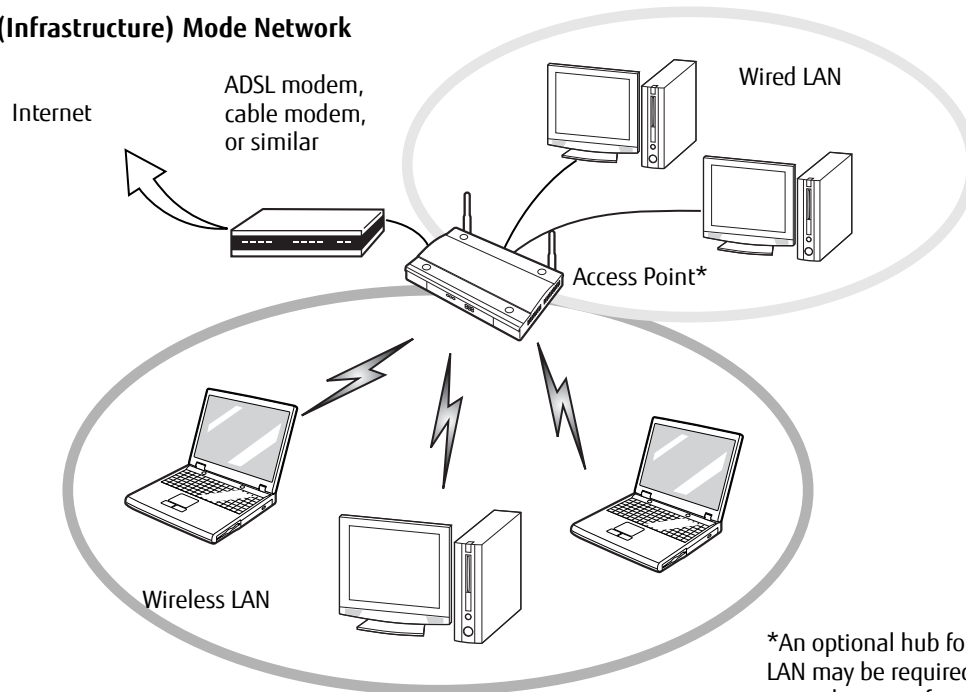 (Infrastructure) Mode Network
Internet
ADSL modem,
cable modem,
or similar
Wired LAN
Access Point*
Wireless LAN
*An optional hub fo
LAN may be required